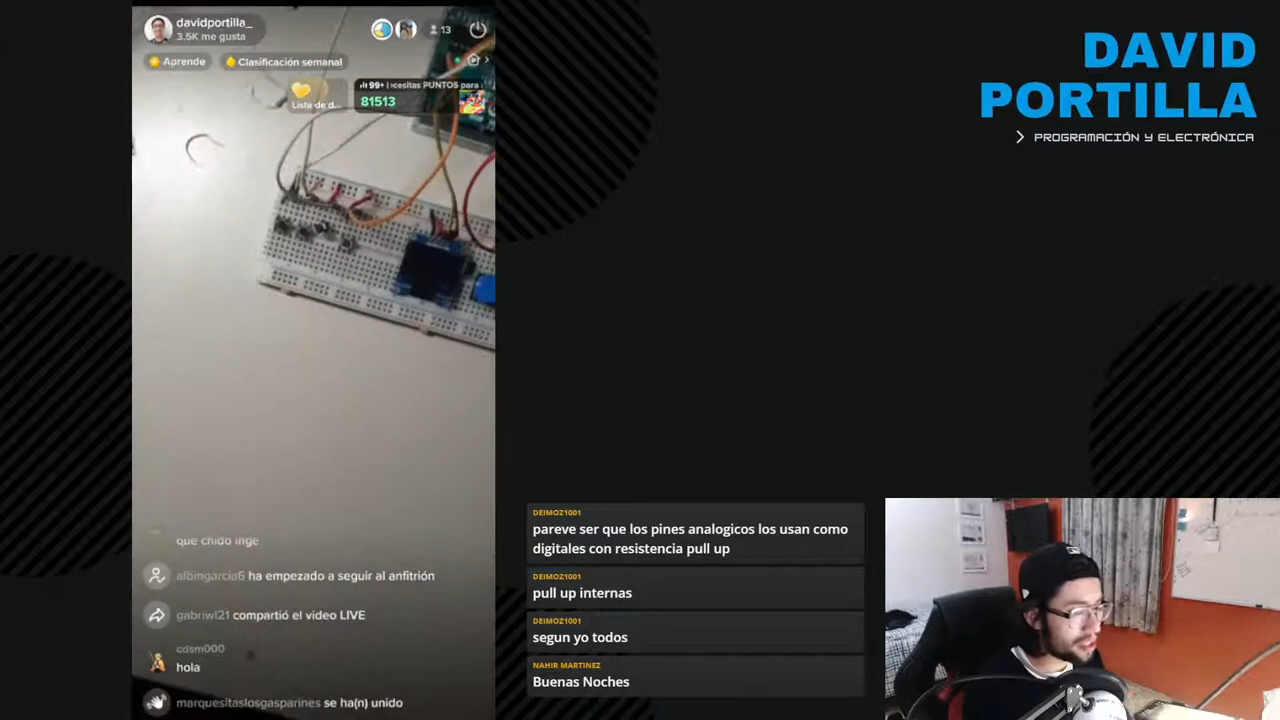 davidportilla_
3.5K me gusta
13
Aprende
Clasificación semanal
Liste de d...
99+
PUNTOS para
81513
DAVID
PORTILLA
PROGRAMACIÓN Y ELECTRÓNICA
que chido
albingarcia6 ha empezado a seguir al anfitrión
gabriwl21 compartió el video LIVE
cdsm000
hola
marquesitaslosgasparines se ha(n) unido
DEIMOZ1001
pareve ser que los pines analogicos los usan como
digitales con resistencia pull up
DEIMOZ1001
pull up internas
DEIMOZ1001
segun yo todos
NAHIR MARTINEZ
Buenas Noches